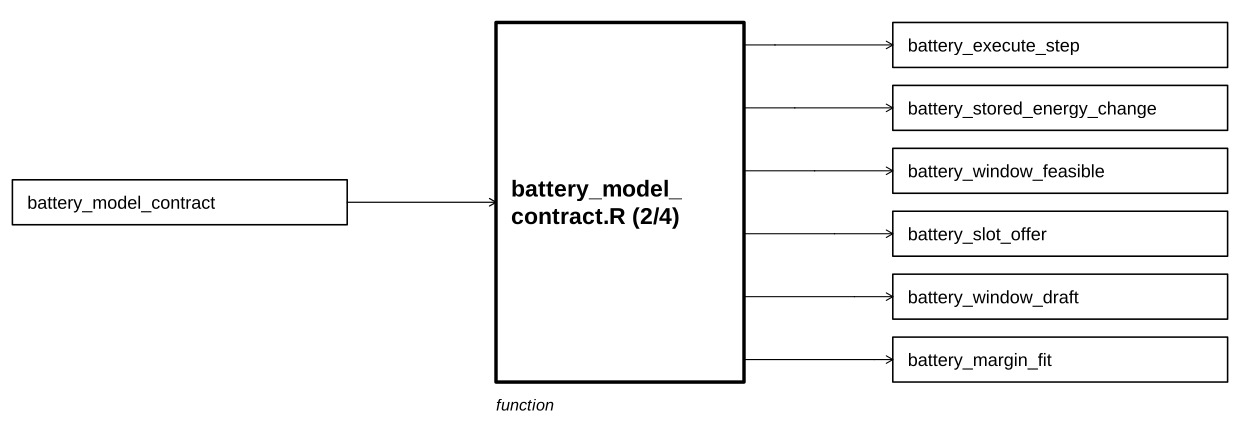 battery_model_contract
battery_model_
contract.R (2/4)
function
battery_execute_step
battery_stored_energy_change
battery_window_feasible
battery_slot_offer
battery_window_draft
battery_margin_fit